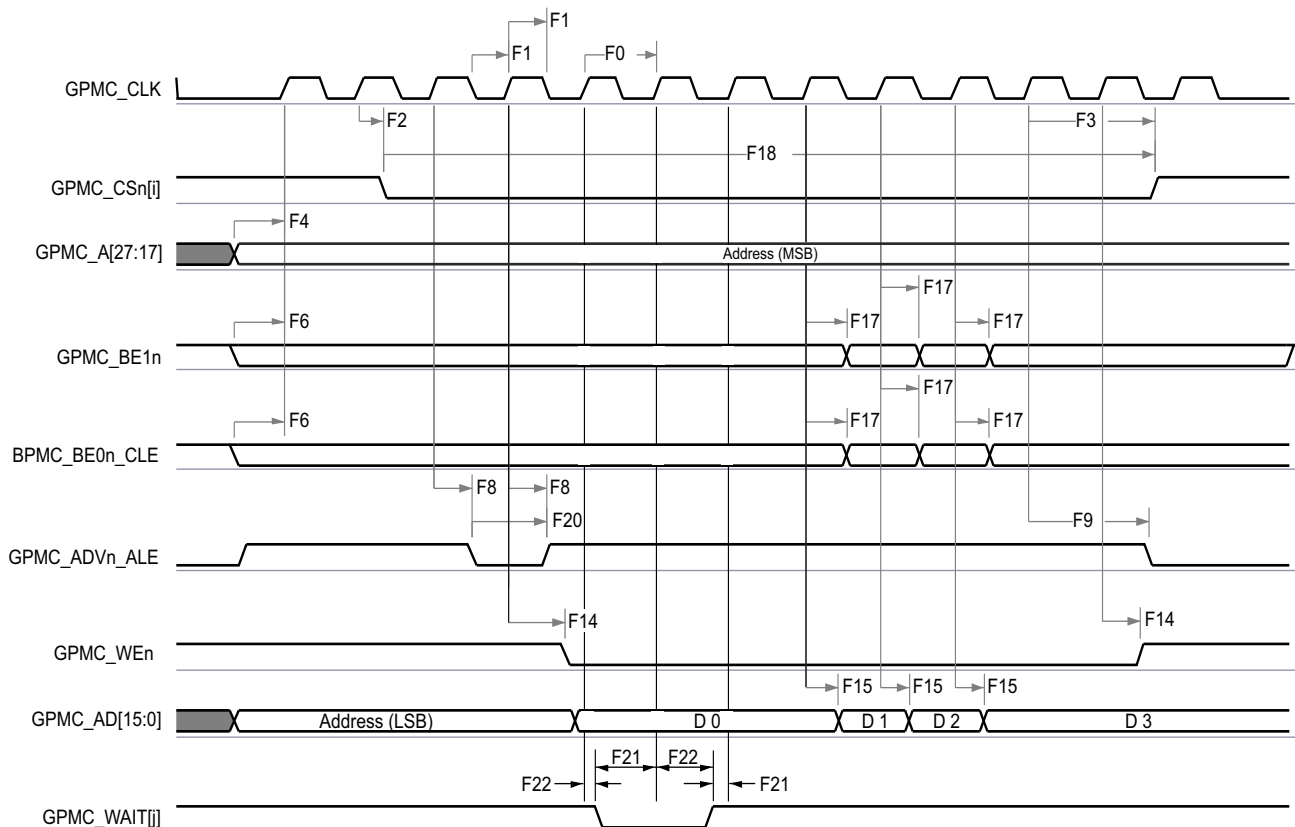 F1
F1
F0
GPMC_CLK
F2
F3
F18
GPMC_CSn[i]
F4
GPMC_A[27:17]
Address (MSB)
F17
F6
F17
F17
GPMC_BE1n
F17
F6
F17
F17
BPMC_BE0n_CLE
F8
F8
F20
F9
GPMC_ADVn_ALE
F14
F14
GPMC_WEn
F15
F15
F15
GPMC_AD[15:0]
Address (LSB)
D 0
D 1
D 2
D 3
F21
F22
F22
F21
GPMC_WAIT[j]